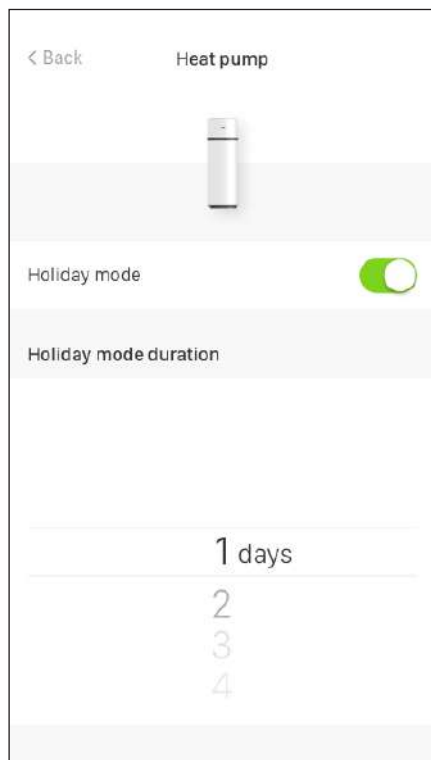 < Back Heat pump
Holiday mode
Holiday mode duration
1 days
2
3
4